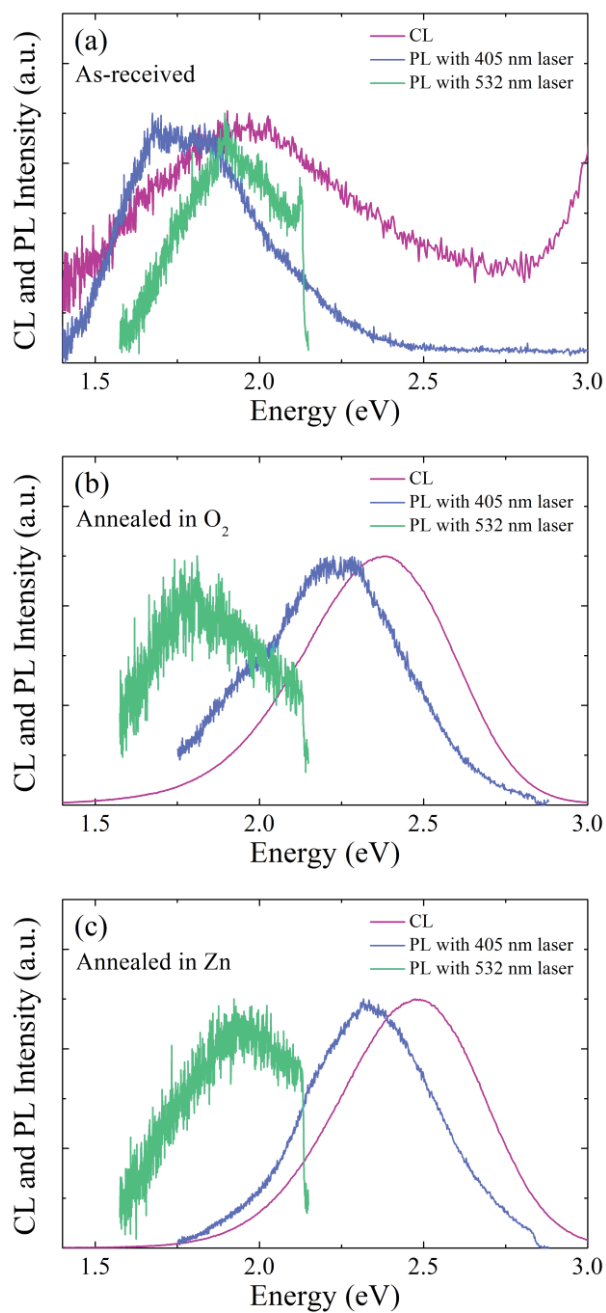 (a)
As-received
CL
PL with 405 nm laser
PL with 532 nm laser
CL and PL Intensity (a.u.)
1.5 2.0 2.5 3.0
Energy (eV)
(b)
Annealed in O₂
CL
PL with 405 nm laser
PL with 532 nm laser
CL and PL Intensity (a.u.)
1.5 2.0 2.5 3.0
Energy (eV)
(c)
Annealed in Zn
CL
PL with 405 nm laser
PL with 532 nm laser
CL and PL Intensity (a.u.)
1.5 2.0 2.5 3.0
Energy (eV)